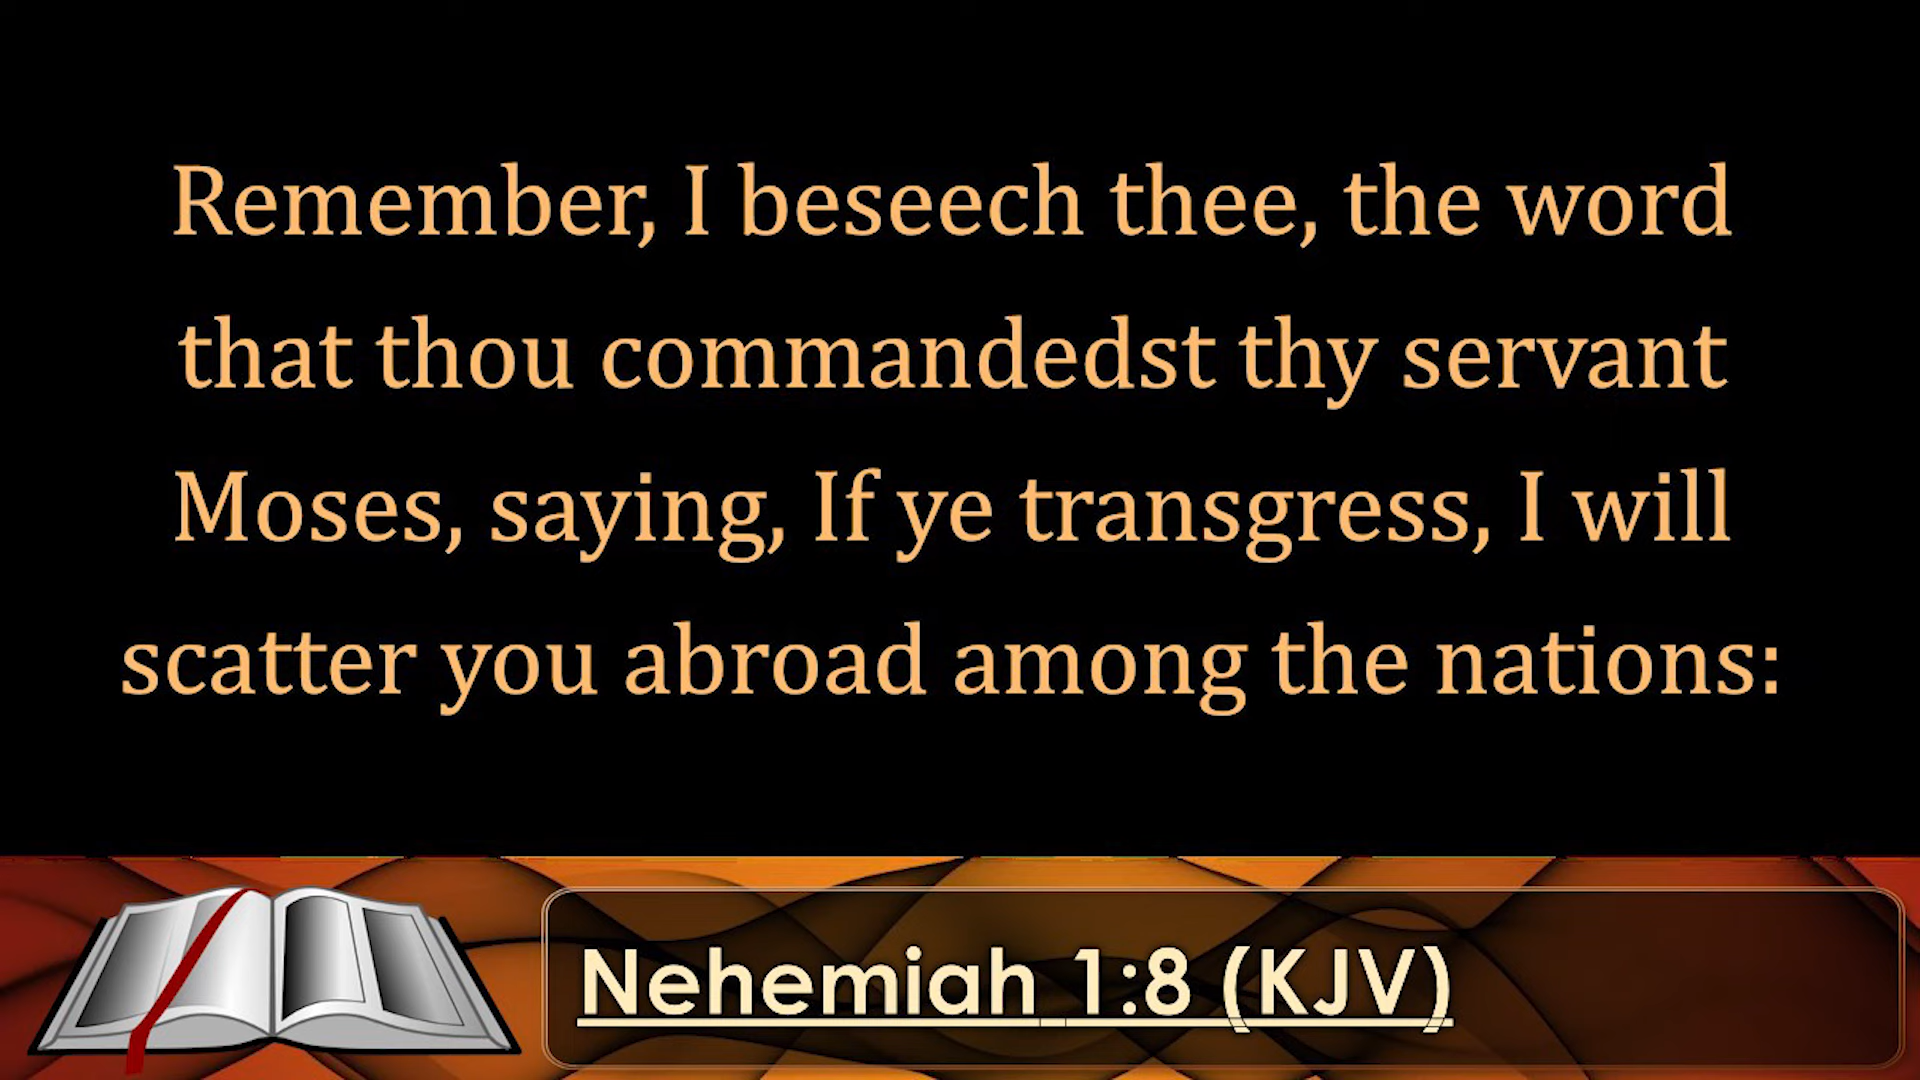 Remember, I beseech thee, the word
that thou commandedst thy servant
Moses, saying, If ye transgress, I will
scatter you abroad among the nations:
Nehemiah 1:8 (KJV)